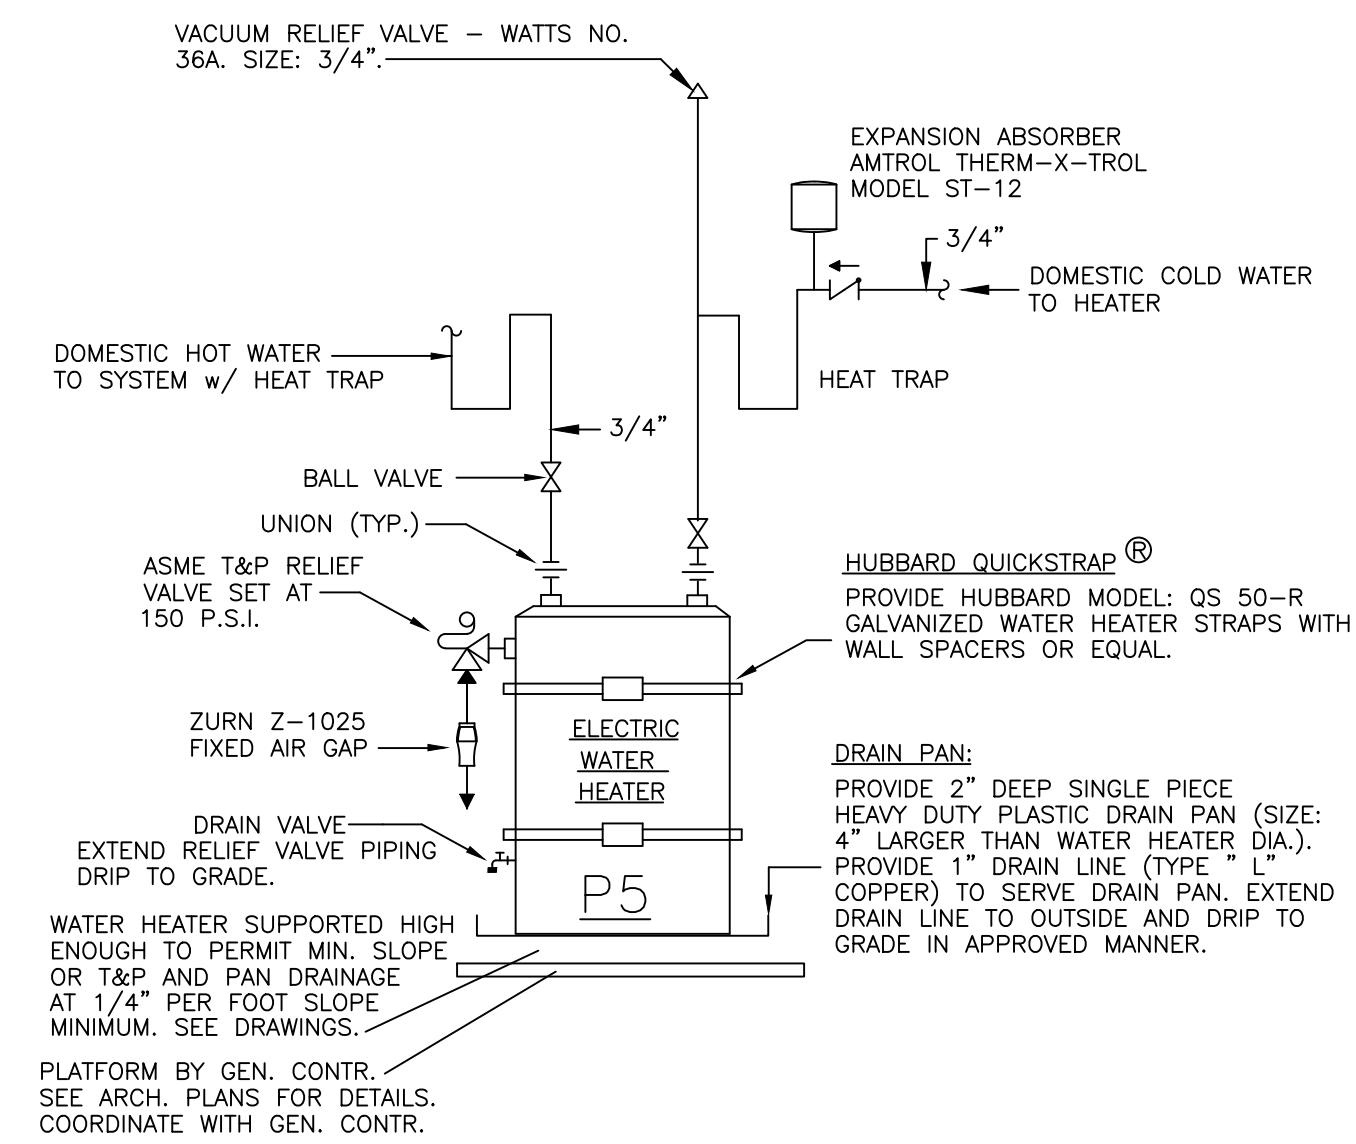 VACUUM RELIEF VALVE – WATTS NO.
36A. SIZE: 3/4".
EXPANSION ABSORBER
AMTROL THERM-X-TROL
MODEL ST-12
3/4"
DOMESTIC COLD WATER
TO HEATER
DOMESTIC HOT WATER
TO SYSTEM w/ HEAT TRAP
HEAT TRAP
3/4"
BALL VALVE
UNION (TYP.)
ASME T&P RELIEF
VALVE SET AT
150 P.S.I.
HUBBARD QUICKSTRAP ®
PROVIDE HUBBARD MODEL: QS 50-R
GALVANIZED WATER HEATER STRAPS WITH
WALL SPACERS OR EQUAL.
ZURN Z-1025
FIXED AIR GAP
ELECTRIC
WATER
HEATER
DRAIN PAN:
PROVIDE 2" DEEP SINGLE PIECE
HEAVY DUTY PLASTIC DRAIN PAN (SIZE:
4" LARGER THAN WATER HEATER DIA.).
PROVIDE 1" DRAIN LINE (TYPE " L"
COPPER) TO SERVE DRAIN PAN. EXTEND
DRAIN LINE TO OUTSIDE AND DRIP TO
GRADE IN APPROVED MANNER.
DRAIN VALVE
EXTEND RELIEF VALVE PIPING
DRIP TO GRADE.
P5
WATER HEATER SUPPORTED HIGH
ENOUGH TO PERMIT MIN. SLOPE
OR T&P AND PAN DRAINAGE
AT 1/4" PER FOOT SLOPE
MINIMUM. SEE DRAWINGS.
PLATFORM BY GEN. CONTR.
SEE ARCH. PLANS FOR DETAILS.
COORDINATE WITH GEN. CONTR.